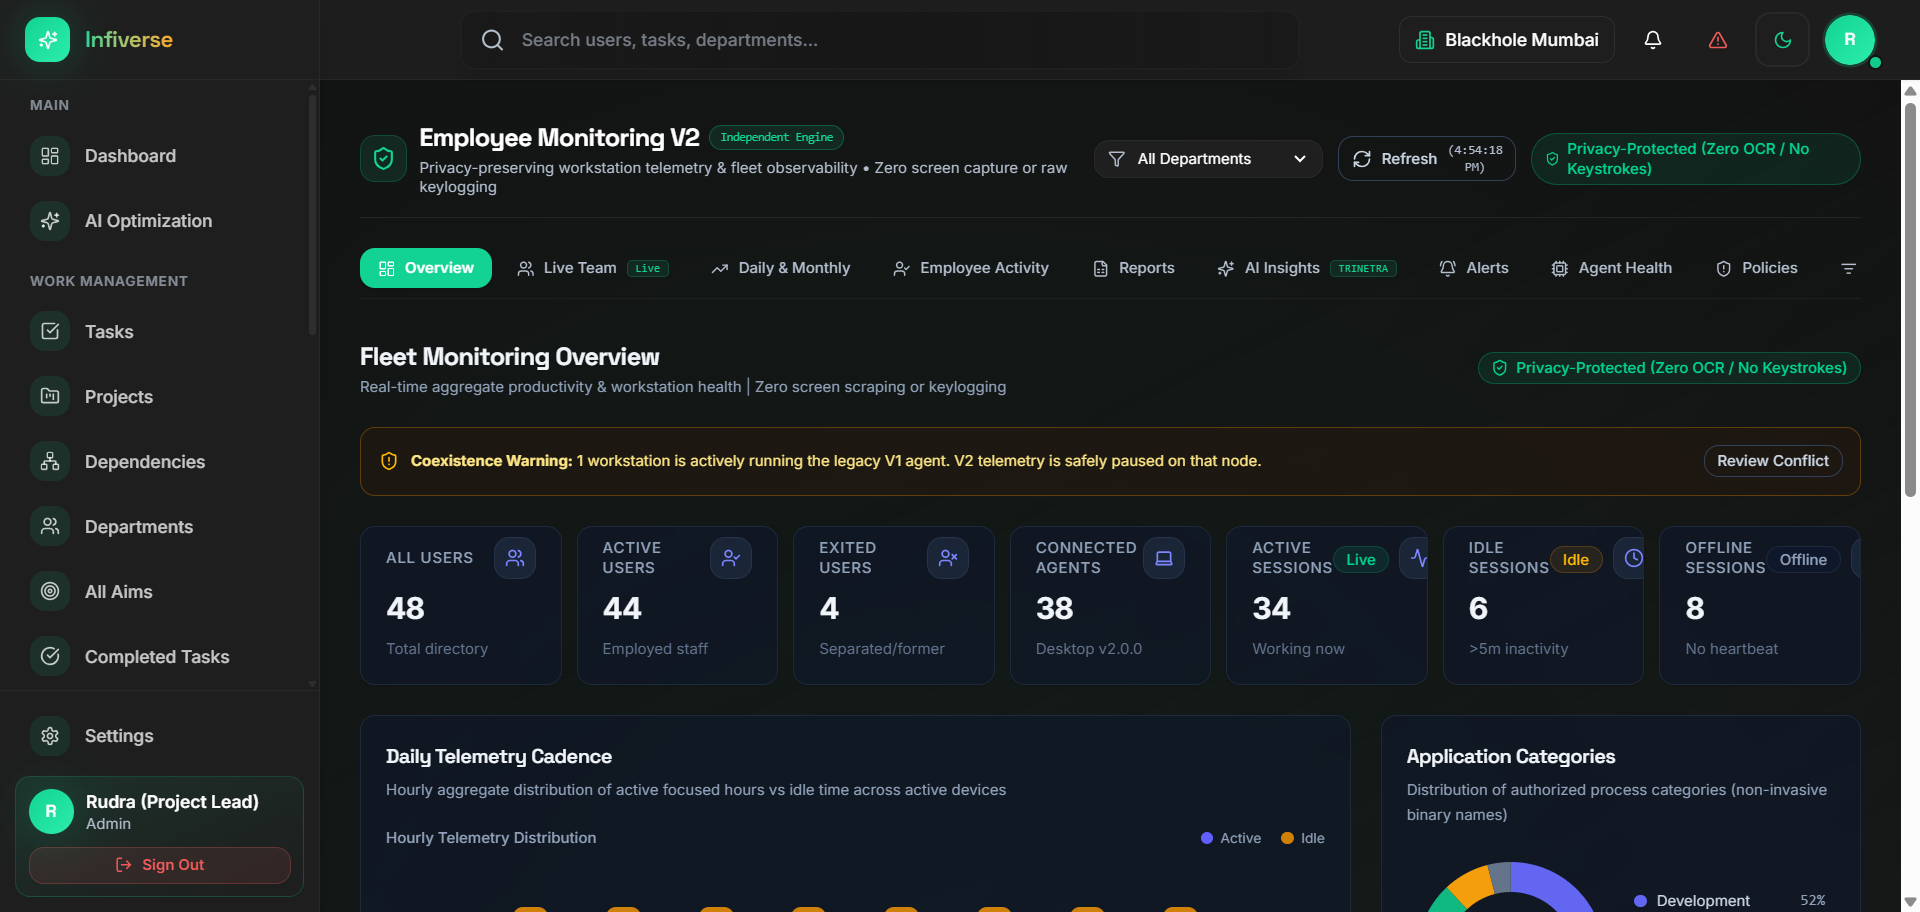 Infiverse
Search users, tasks, departments...
Blackhole Mumbai
R
MAIN
Dashboard
AI Optimization
WORK MANAGEMENT
Tasks
Projects
Dependencies
Departments
All Aims
Completed Tasks
Settings
R
Rudra (Project Lead)
Admin
Sign Out
Employee Monitoring V2
Independent Engine
Privacy-preserving workstation telemetry & fleet observability • Zero screen capture or raw
keylogging
All Departments
Refresh
(4:54:18
PM)
Privacy-Protected (Zero OCR / No
Keystrokes)
Overview
Live Team
Live
Daily & Monthly
Employee Activity
Reports
AI Insights
TRINETRA
Alerts
Agent Health
Policies
Fleet Monitoring Overview
Real-time aggregate productivity & workstation health | Zero screen scraping or keylogging
Privacy-Protected (Zero OCR / No Keystrokes)
Coexistence Warning: 1 workstation is actively running the legacy V1 agent. V2 telemetry is safely paused on that node.
Review Conflict
ALL USERS
48
Total directory
ACTIVE
USERS
44
Employed staff
EXITED
USERS
4
Separated/former
CONNECTED
AGENTS
38
Desktop v2.0.0
ACTIVE
SESSIONS
Live
34
Working now
IDLE
SESSIONS
Idle
6
>5m inactivity
OFFLINE
SESSIONS
Offline
8
No heartbeat
Daily Telemetry Cadence
Hourly aggregate distribution of active focused hours vs idle time across active devices
Hourly Telemetry Distribution
Active
Idle
Application Categories
Distribution of authorized process categories (non-invasive
binary names)
Development
52%